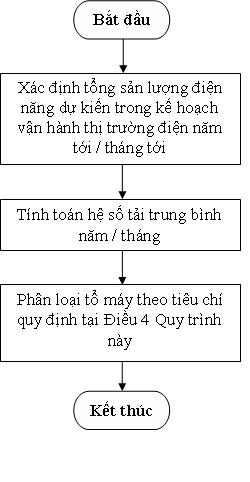 Bắt đầu
Xác định tổng sản lượng điện
năng dự kiến trong kế hoạch
vận hành thị trường điện năm
tới / tháng tới
Tính toán hệ số tải trung bình
năm / tháng
Phân loại tổ máy theo tiêu chí
quy định tại Điều 4 Quy trình
này
Kết thúc